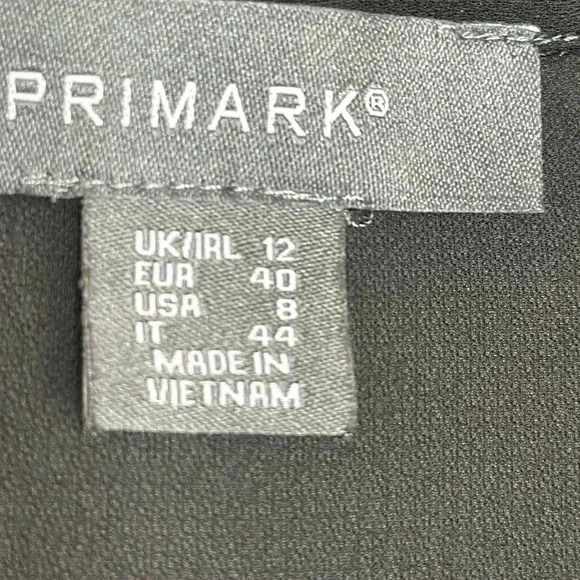 PRIMARK®
UK/IRL 12
EUR 40
USA 8
IT 44
MADE IN
VIETNAM